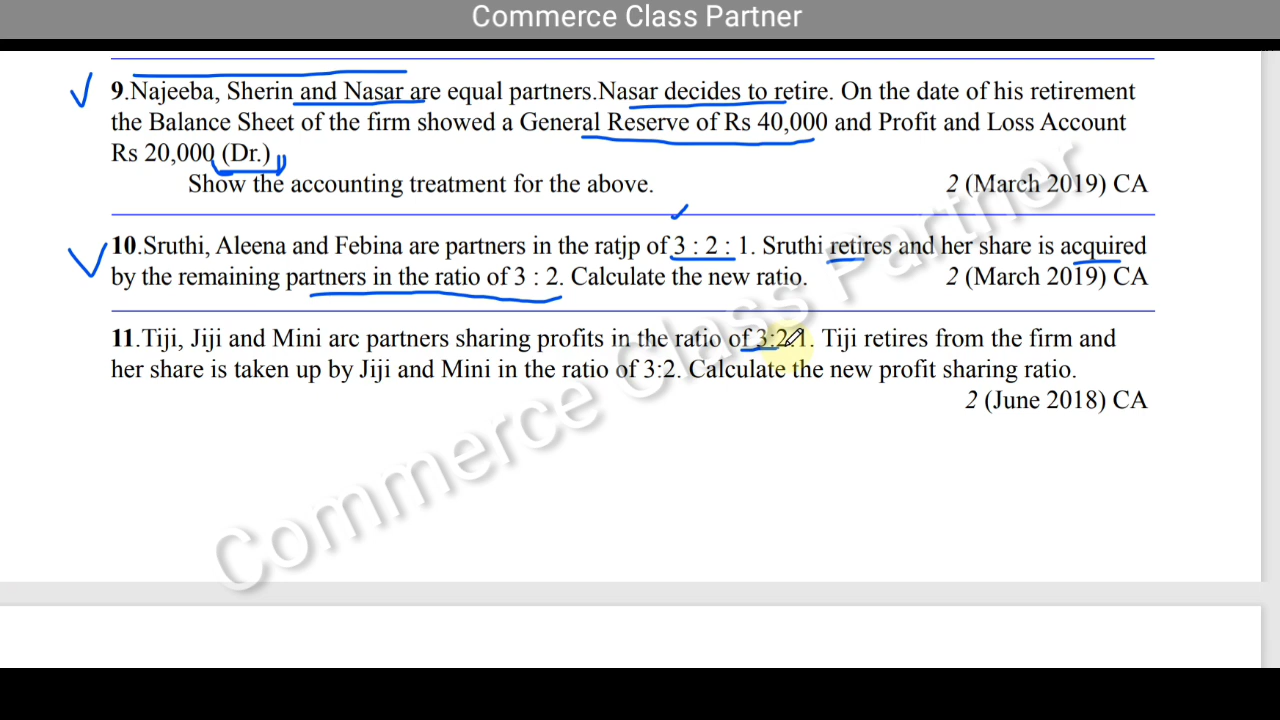 Commerce Class Partner
9.Najeeba, Sherin and Nasar are equal partners.Nasar decides to retire. On the date of his retirement
the Balance Sheet of the firm showed a General Reserve of Rs 40,000 and Profit and Loss Account
Rs 20,000 (Dr.)
Show the accounting treatment for the above.	2 (March 2019) CA
10.Sruthi, Aleena and Febina are partners in the ratjp of 3 : 2 : 1. Sruthi retires and her share is acquired
by the remaining partners in the ratio of 3 : 2. Calculate the new ratio.	2 (March 2019) CA
11.Tiji, Jiji and Mini arc partners sharing profits in the ratio of 3:2:1. Tiji retires from the firm and
her share is taken up by Jiji and Mini in the ratio of 3:2. Calculate the new profit sharing ratio.
2 (June 2018) CA
Commerce Class Partner